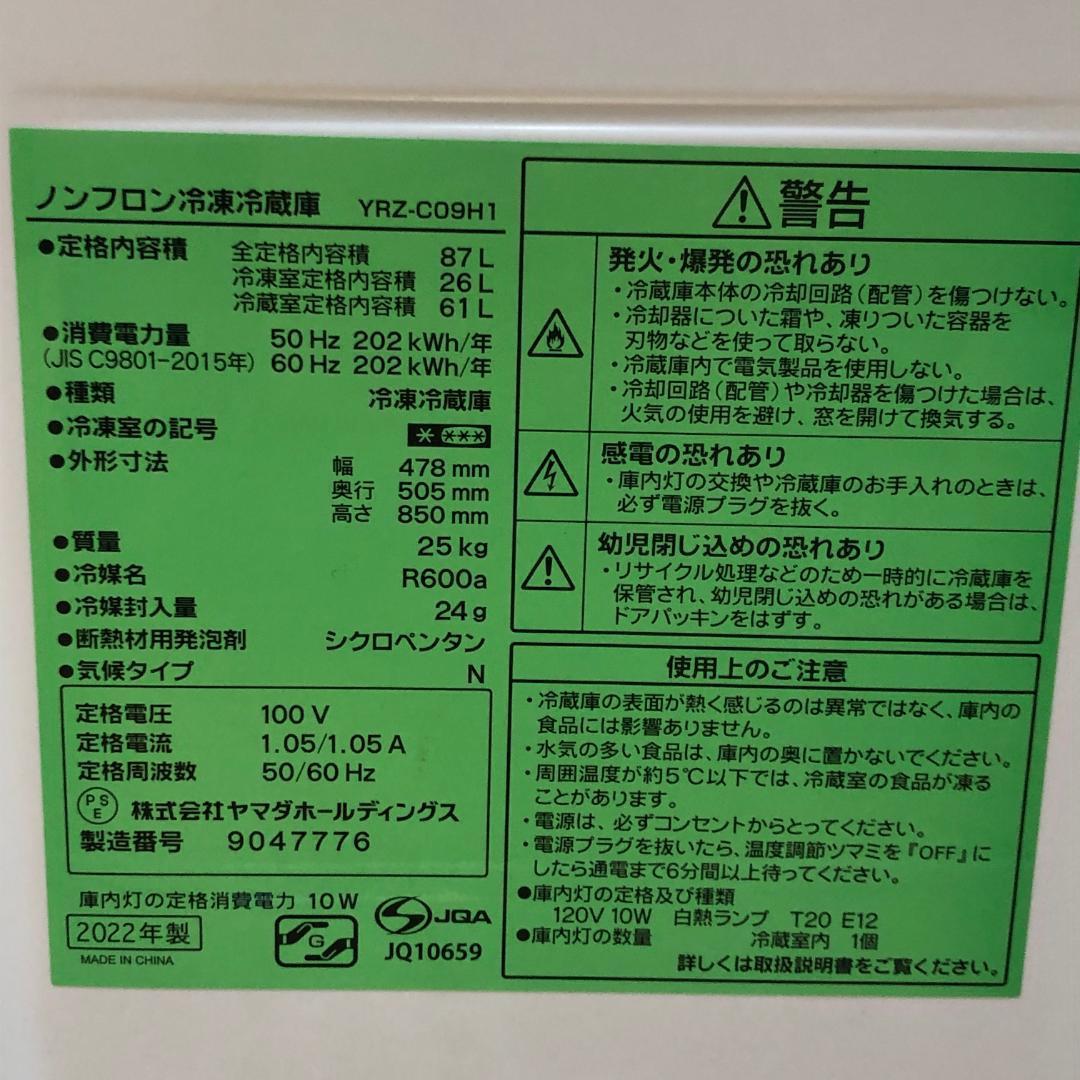 ノンフロン冷凍冷蔵庫 YRZ-C09H1
●定格内容積 全定格内容積 87 L
冷凍室定格内容積 26 L
冷蔵室定格内容積 61 L
●消費電力量 50 Hz 202 kWh/年
(JIS C9801-2015年) 60 Hz 202 kWh/年
●種類 冷凍冷蔵庫
●冷凍室の記号
●外形寸法 幅 478 mm
奥行 505 mm
高さ 850 mm
●質量 25 kg
●冷媒名 R600a
●冷媒封入量 24 g
●断熱材用発泡剤 シクロペンタン
●気候タイプ N
定格電圧 100 V
定格電流 1.05/1.05 A
定格周波数 50/60 Hz
PSE 株式会社ヤマダホールディングス
製造番号 9047776
庫内灯の定格消費電力 10 W
2022年製
MADE IN CHINA
G
JQA
JQ10659
警告
発火・爆発の恐れあり
・冷蔵庫本体の冷却回路(配管)を傷つけない。
・冷却器についた霜や、凍りついた容器を
刃物などを使って取らない。
・冷蔵庫内で電気製品を使用しない。
・冷却回路(配管)や冷却器を傷つけた場合は、
火気の使用を避け、窓を開けて換気する。
感電の恐れあり
・庫内灯の交換や冷蔵庫のお手入れのときは、
必ず電源プラグを抜く。
幼児閉じ込めの恐れあり
・リサイクル処理などのため一時的に冷蔵庫を
保管され、幼児閉じ込めの恐れがある場合は、
ドアパッキンをはずす。
使用上のご注意
・冷蔵庫の表面が熱く感じるのは異常ではなく、庫内の
食品には影響ありません。
・水気の多い食品は、庫内の奥に置かないでください。
・周囲温度が約5℃以下では、冷蔵室の食品が凍る
ことがあります。
・電源は、必ずコンセントからとってください。
・電源プラグを抜いたら、温度調節ツマミを『OFF』に
したら通電まで6分間以上待ってください。
●庫内灯の定格及び種類
120V 10W 白熱ランプ T20 E12
●庫内灯の数量 冷蔵室内 1個
詳しくは取扱説明書をご覧ください。